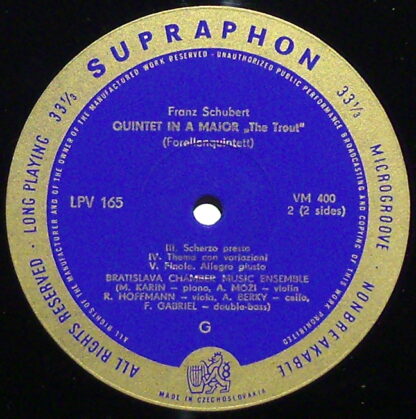 SUPRAPHON
ALL RIGHTS RESERVED · LONG PLAYING 33 1/3
33 1/3 MICROGROOVE · NONBREAKABLE
ALL RIGHTS OF THE MANUFACTURER AND OF THE OWNER OF THE MANUFACTURED WORK RESERVED - UNAUTHORIZED PUBLIC PERFORMANCE BROADCASTING AND COPYING OF THIS WORK PROHIBITED
Franz Schubert
QUINTET IN A MAJOR „The Trout"
(Forellenquintett)
LPV 165
VM 400
2 (2 sides)
III. Scherzo presto
IV. Thema con variazioni
V. Finale. Allegro giusto
BRATISLAVA CHAMBER MUSIC ENSEMBLE
(M. KARIN — piano, A. MOZI — violin
R. HOFFMANN — viola, A. BERKY — cello,
F. GABRIEL — double-bass)
G
MADE IN CZECHOSLOVAKIA